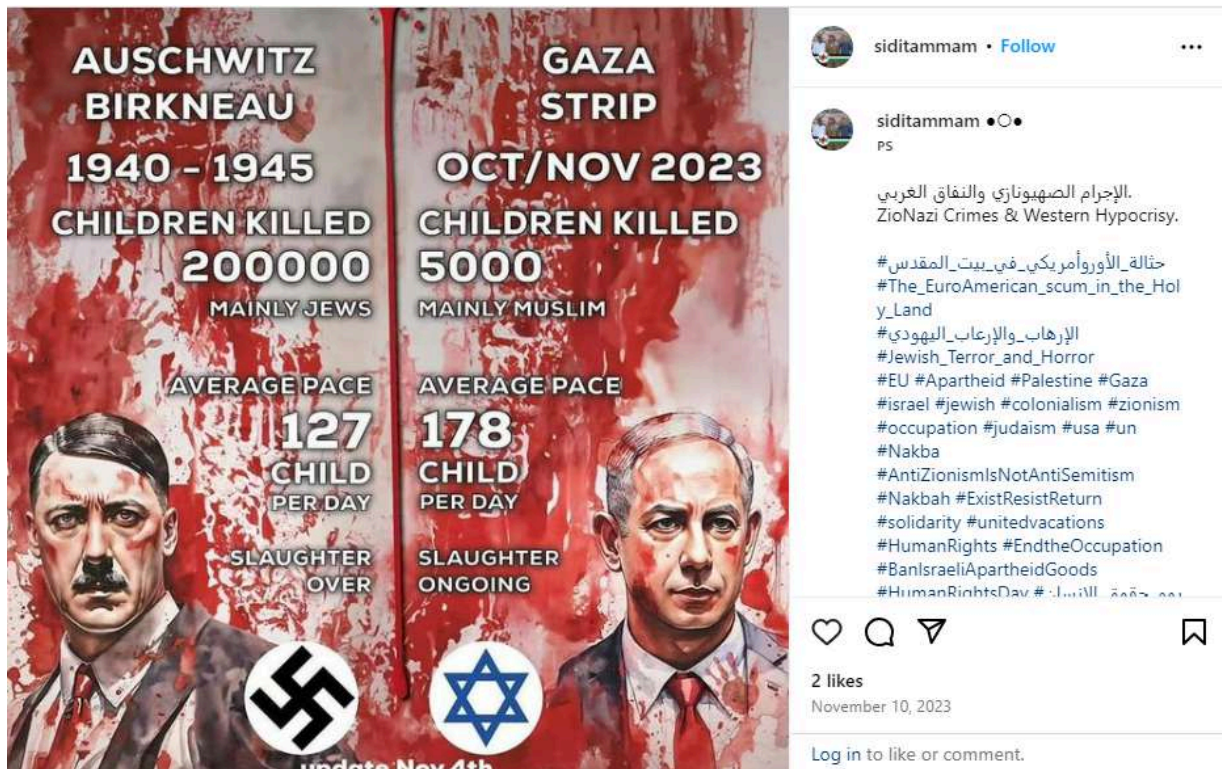 AUSCHWITZ
BIRKNEAU
1940 - 1945
CHILDREN KILLED
200000
MAINLY JEWS
AVERAGE PACE
127
CHILD
PER DAY
SLAUGHTER
OVER
GAZA
STRIP
OCT/NOV 2023
CHILDREN KILLED
5000
MAINLY MUSLIM
AVERAGE PACE
178
CHILD
PER DAY
SLAUGHTER
ONGOING
update Nov 4th
siditammam • Follow
siditammam ●○●
PS
الإجرام الصهيونازي والنفاق الغربي.
ZioNazi Crimes & Western Hypocrisy.
#حثالة_الأوروأمريكي_في_بيت_المقدس
#The_EuroAmerican_scum_in_the_Hol
y_Land
#الإرهاب_والإرعاب_اليهودي
#Jewish_Terror_and_Horror
#EU #Apartheid #Palestine #Gaza
#israel #jewish #colonialism #zionism
#occupation #judaism #usa #un
#Nakba
#AntiZionismIsNotAntiSemitism
#Nakbah #ExistResistReturn
#solidarity #unitedvacations
#HumanRights #EndtheOccupation
#BanIsraeliApartheidGoods
#HumanRightsDay #
2 likes
November 10, 2023
Log in to like or comment.